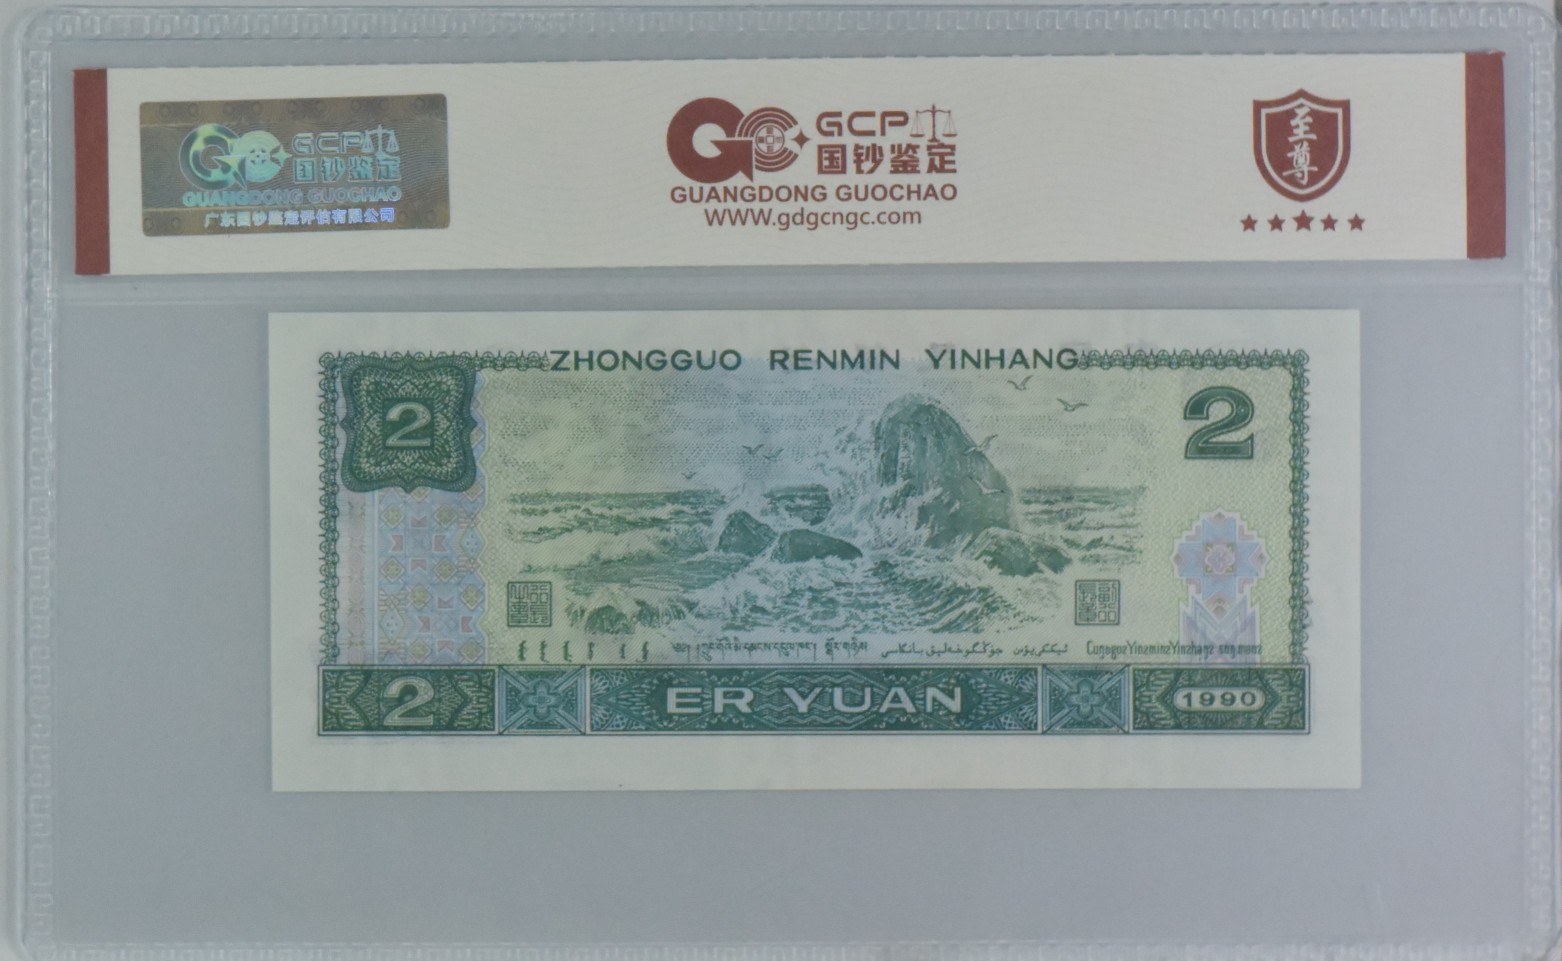 GCP
国钞鉴定
GUANGDONG GUOCHAO
广东国钞鉴定评估有限公司
GCP
国钞鉴定
GUANGDONG GUOCHAO
WWW.gdgcngc.com
至尊
ZHONGGUO RENMIN YINHANG
2
2
CuŋgozYinzminzYinzhangz
2
ER YUAN
1990